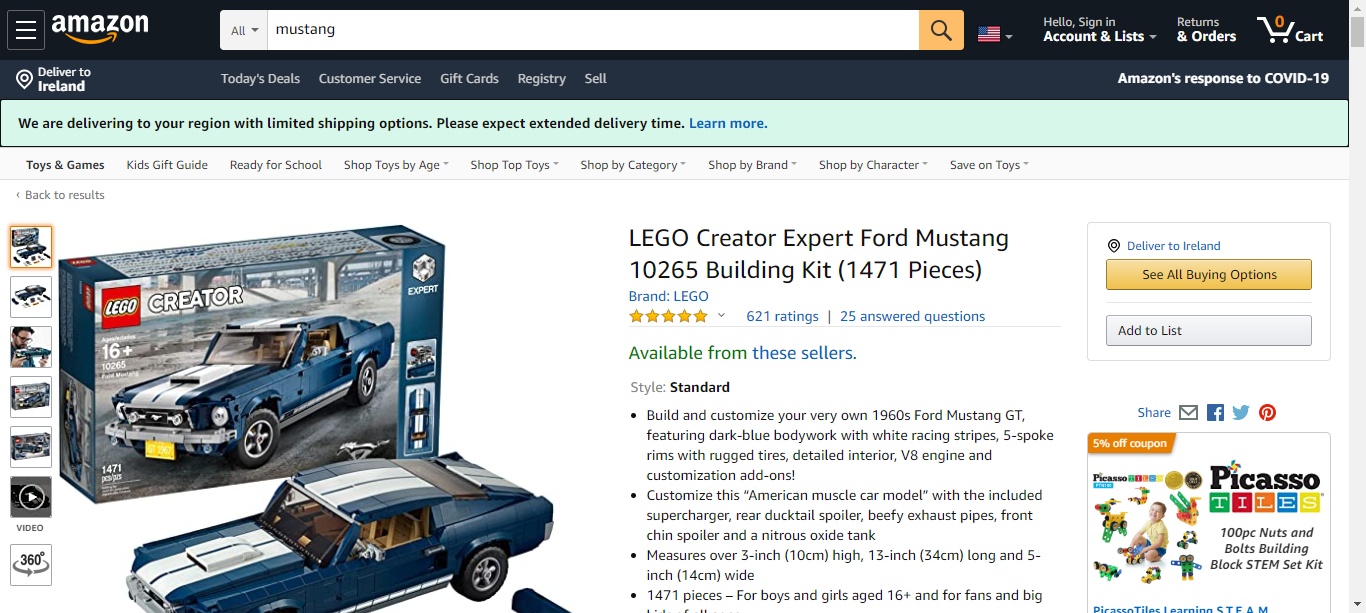 amazon
All
mustang
Hello, Sign in
Account & Lists
Returns
& Orders
0
Cart
Deliver to
Ireland
Today's Deals
Customer Service
Gift Cards
Registry
Sell
Amazon's response to COVID-19
We are delivering to your region with limited shipping options. Please expect extended delivery time. Learn more.
Toys & Games
Kids Gift Guide
Ready for School
Shop Toys by Age
Shop Top Toys
Shop by Category
Shop by Brand
Shop by Character
Save on Toys
‹ Back to results
VIDEO
360°
LEGO
CREATOR
EXPERT
Ages/edades
16+
10265
Ford Mustang
1471
pcs/pzs
LEGO Creator Expert Ford Mustang
10265 Building Kit (1471 Pieces)
Brand: LEGO
621 ratings | 25 answered questions
Available from these sellers.
Style: Standard
• Build and customize your very own 1960s Ford Mustang GT,
featuring dark-blue bodywork with white racing stripes, 5-spoke
rims with rugged tires, detailed interior, V8 engine and
customization add-ons!
• Customize this “American muscle car model” with the included
supercharger, rear ducktail spoiler, beefy exhaust pipes, front
chin spoiler and a nitrous oxide tank
• Measures over 3-inch (10cm) high, 13-inch (34cm) long and 5-
inch (14cm) wide
• 1471 pieces – For boys and girls aged 16+ and for fans and big
kids of all ages
Deliver to Ireland
See All Buying Options
Add to List
Share
5% off coupon
Picasso TILES
Picasso
TILES
100pc Nuts and
Bolts Building
Block STEM Set Kit
PicassoTiles Learning S.T.E.A.M.